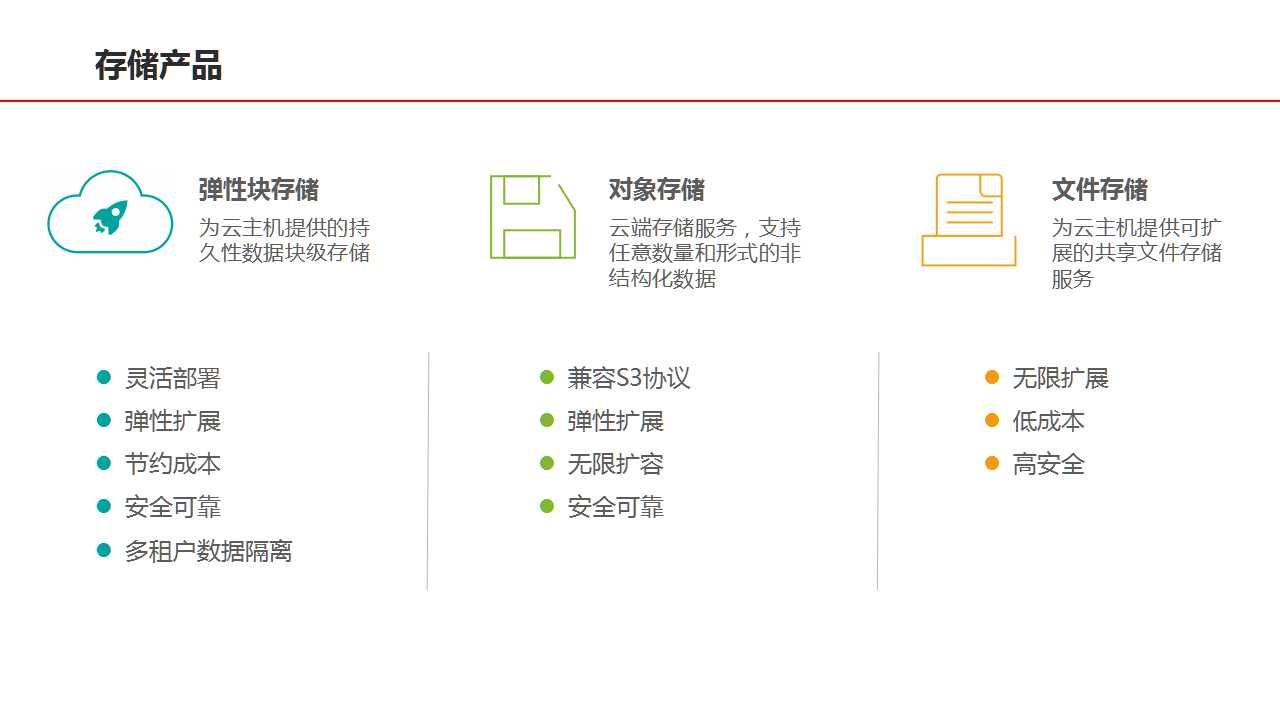 存储产品
弹性块存储
为云主机提供的持
久性数据块级存储
对象存储
云端存储服务，支持
任意数量和形式的非
结构化数据
文件存储
为云主机提供可扩
展的共享文件存储
服务
灵活部署
弹性扩展
节约成本
安全可靠
多租户数据隔离
兼容S3协议
弹性扩展
无限扩容
安全可靠
无限扩展
低成本
高安全